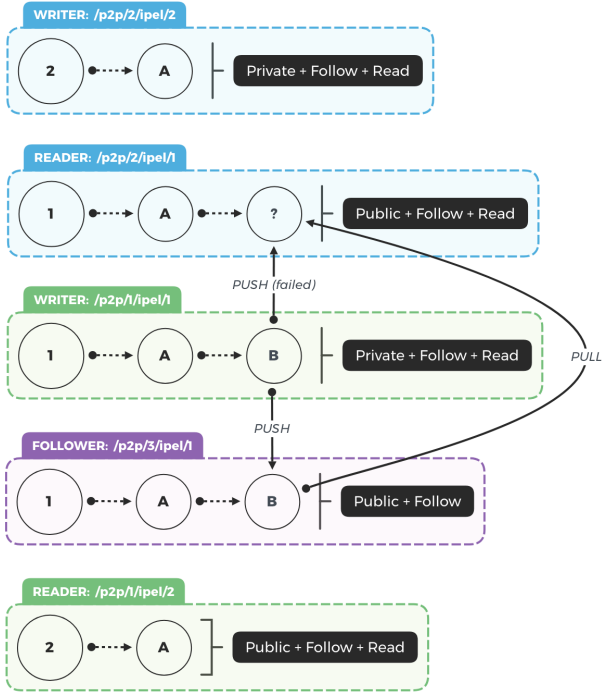 WRITER: /p2p/2/ipel/2
2 A Private + Follow + Read
READER: /p2p/2/ipel/1
1 A ? Public + Follow + Read
PUSH (failed)
WRITER: /p2p/1/ipel/1
1 A B Private + Follow + Read
PULL
PUSH
FOLLOWER: /p2p/3/ipel/1
1 A B Public + Follow
READER: /p2p/1/ipel/2
2 A Public + Follow + Read